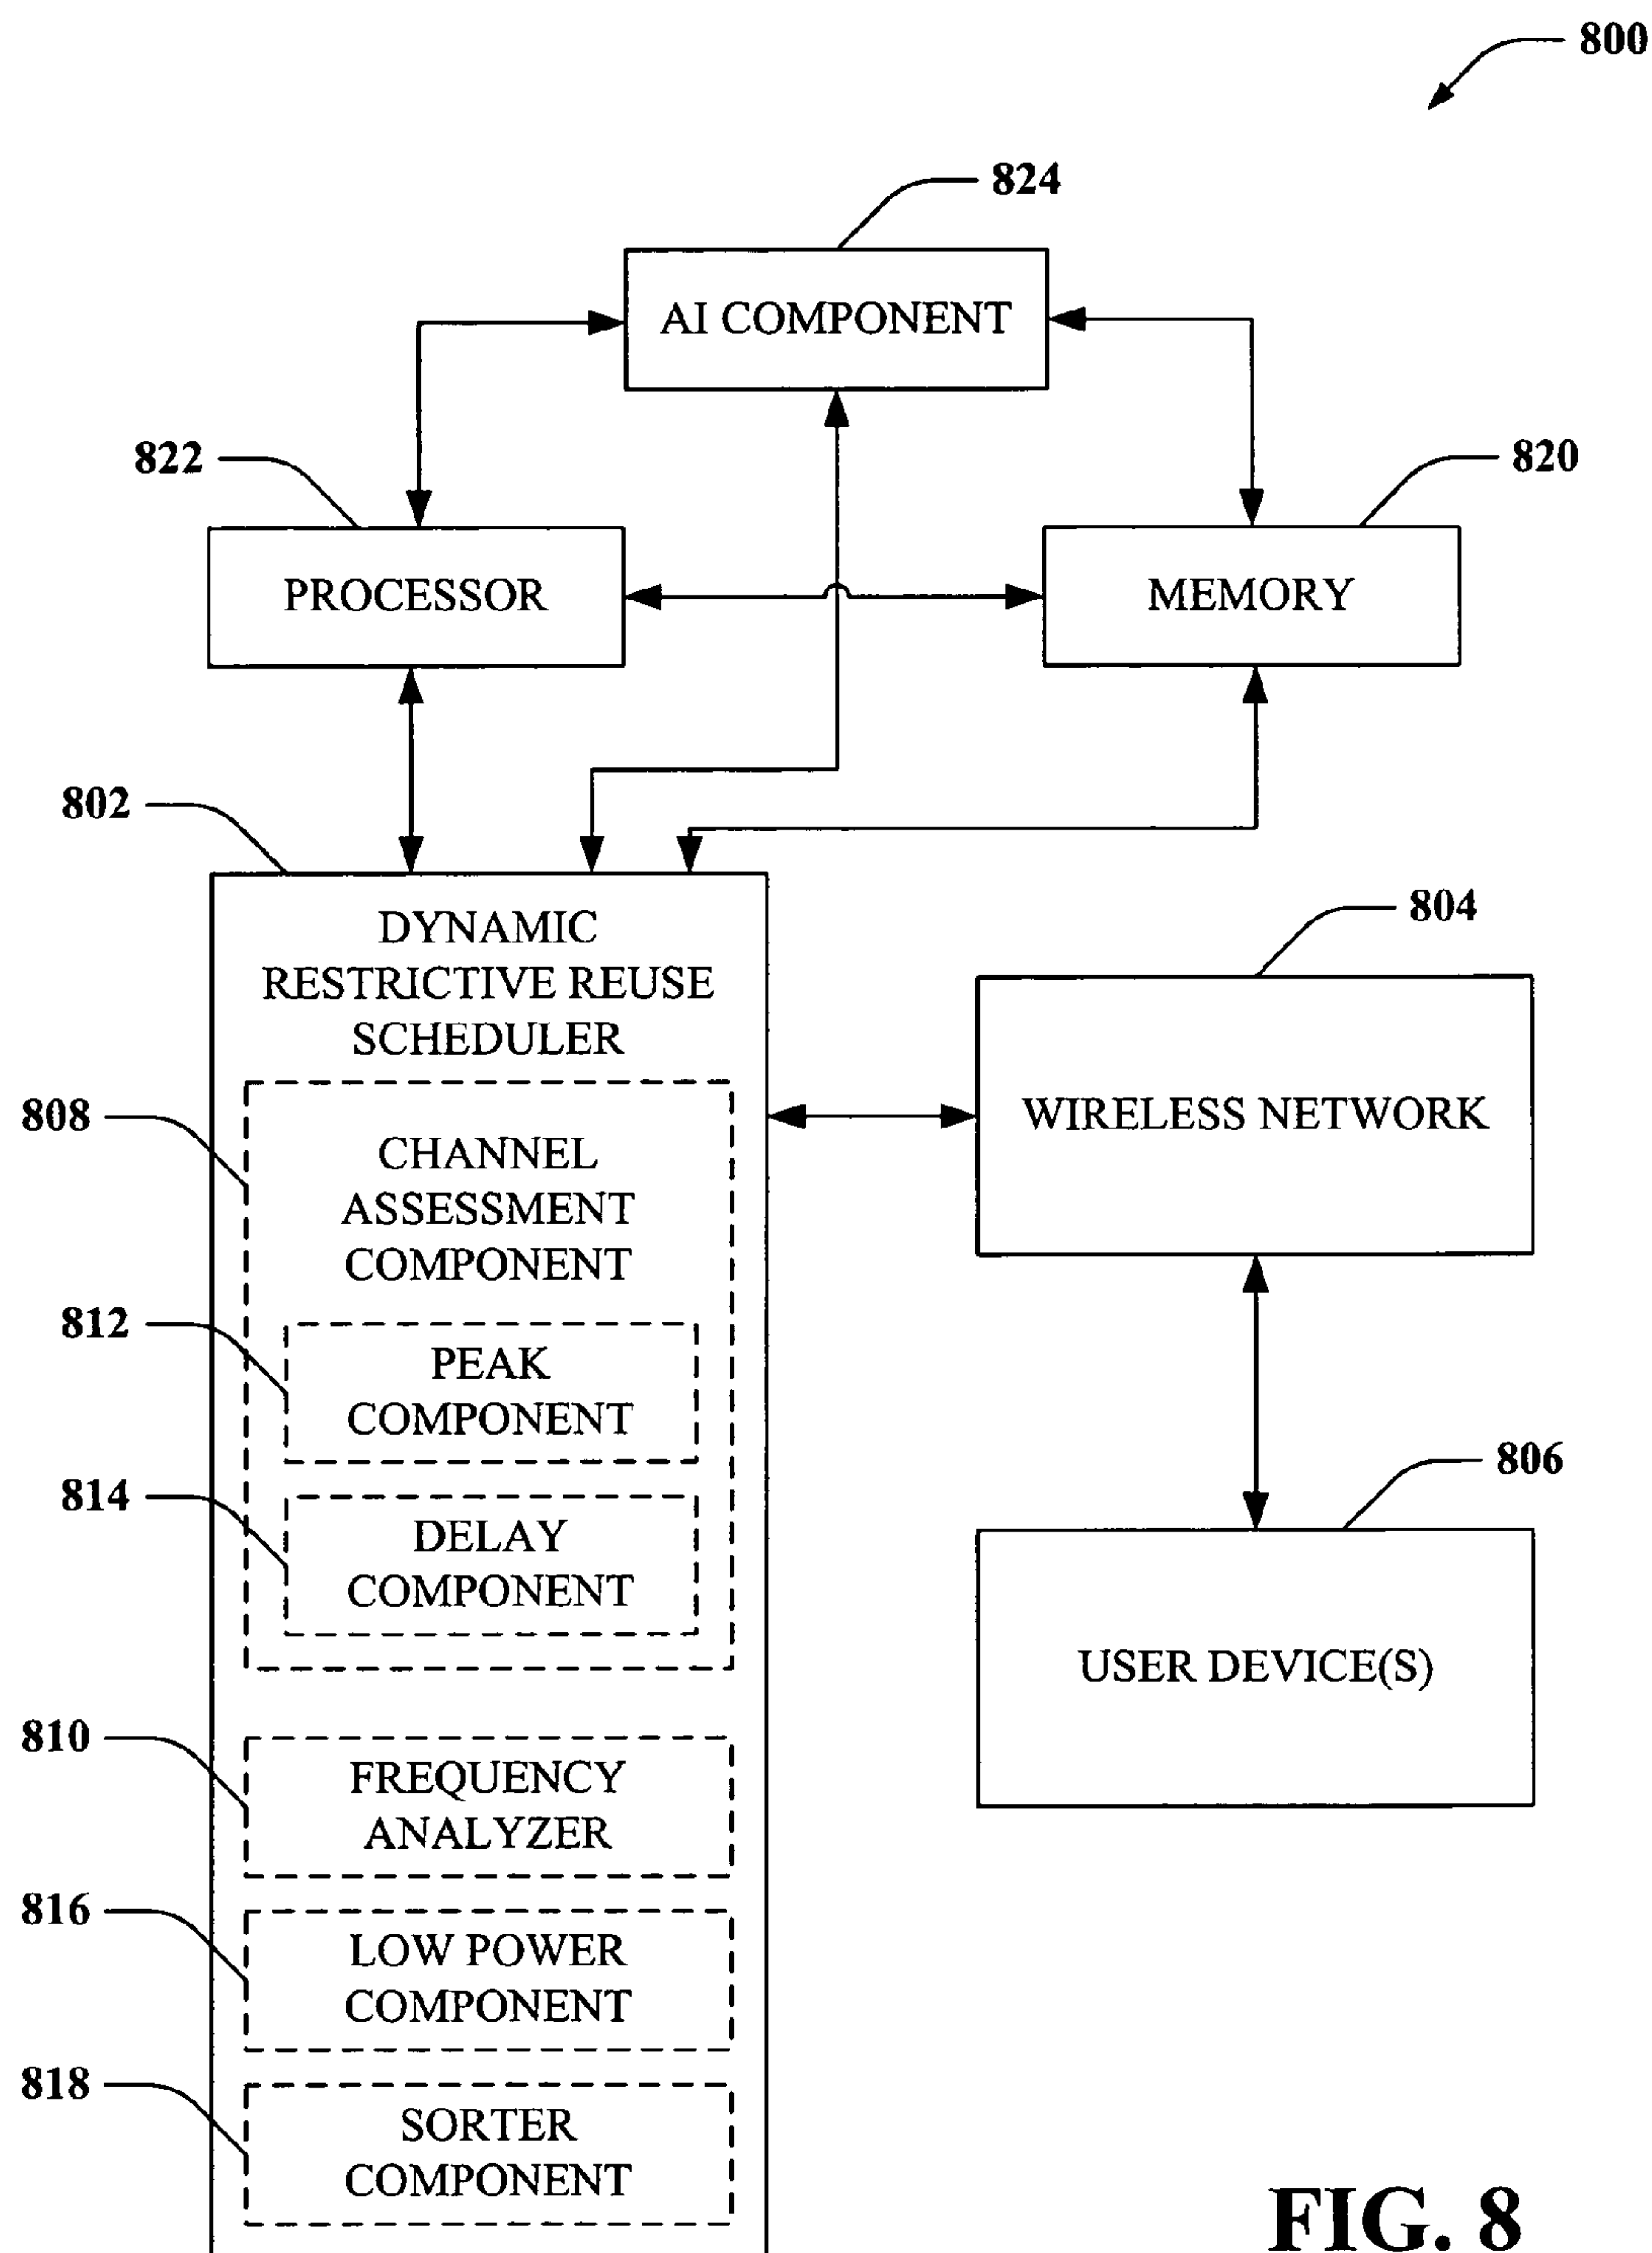 800
824
AI COMPONENT
822
820
PROCESSOR
MEMORY
802
DYNAMIC
RESTRICTIVE REUSE
SCHEDULER
804
WIRELESS NETWORK
808
CHANNEL
ASSESSMENT
COMPONENT
812
PEAK
COMPONENT
806
814
DELAY
COMPONENT
USER DEVICE(S)
810
FREQUENCY
ANALYZER
816
LOW POWER
COMPONENT
818
SORTER
COMPONENT
FIG. 8